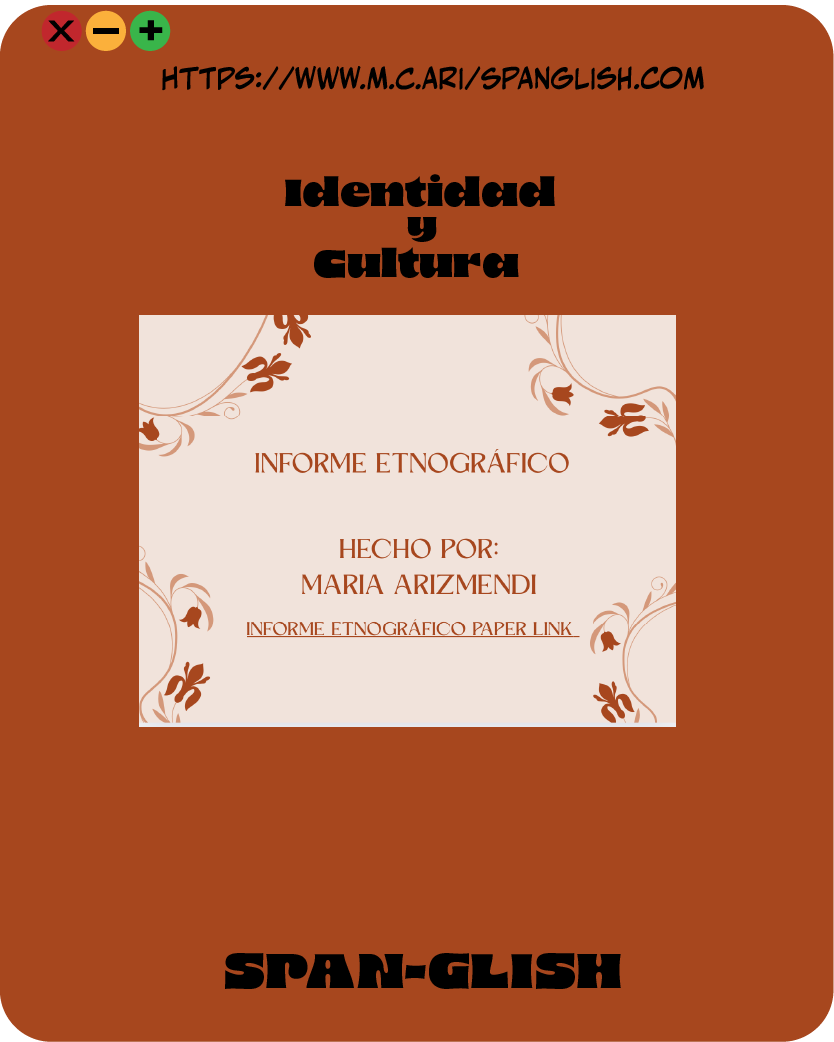 HTTPS://WWW.M.C.ARI/SPANGLISH.COM
Identidad
y
Cultura
INFORME ETNOGRÁFICO
HECHO POR:
MARIA ARIZMENDI
INFORME ETNOGRÁFICO PAPER LINK
SPAN-GLISH